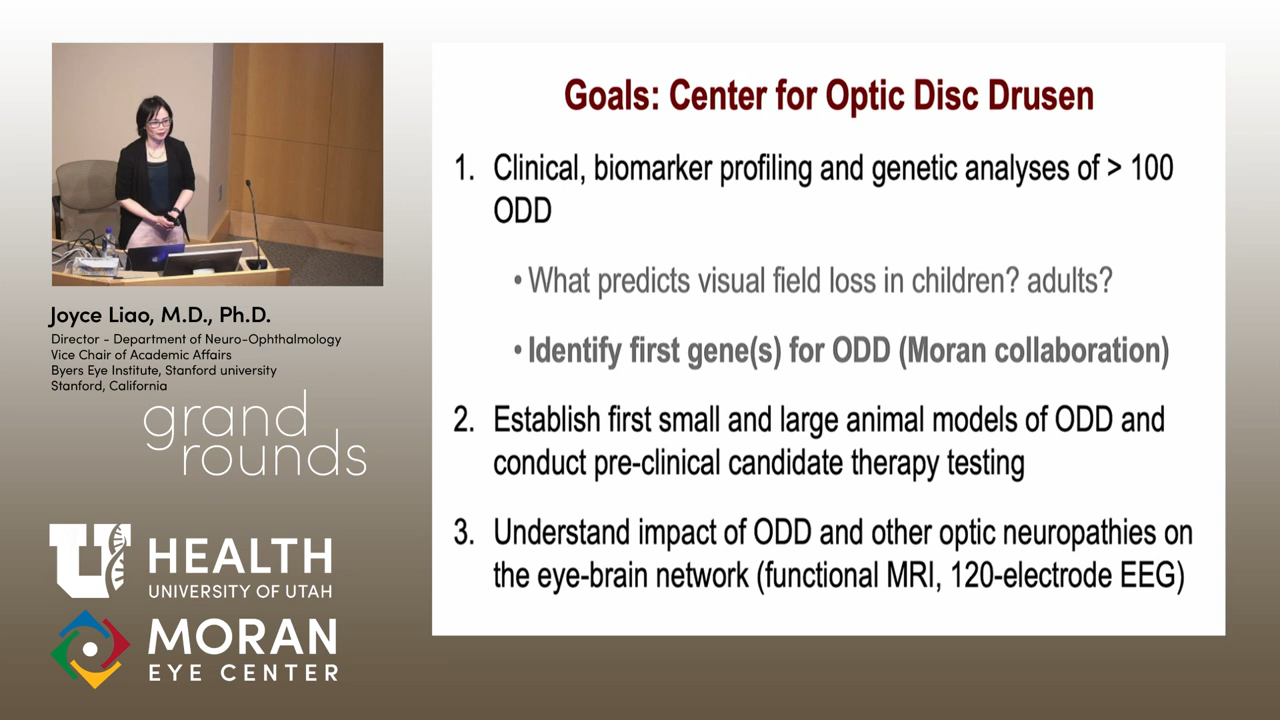 Goals: Center for Optic Disc Drusen
1. Clinical, biomarker profiling and genetic analyses of > 100
ODD
• What predicts visual field loss in children? adults?
• Identify first gene(s) for ODD (Moran collaboration)
2. Establish first small and large animal models of ODD and
conduct pre-clinical candidate therapy testing
3. Understand impact of ODD and other optic neuropathies on
the eye-brain network (functional MRI, 120-electrode EEG)
Joyce Liao, M.D., Ph.D.
Director - Department of Neuro-Ophthalmology
Vice Chair of Academic Affairs
Byers Eye Institute, Stanford university
Stanford, California
grand
rounds
U HEALTH
UNIVERSITY OF UTAH
MORAN
EYE CENTER